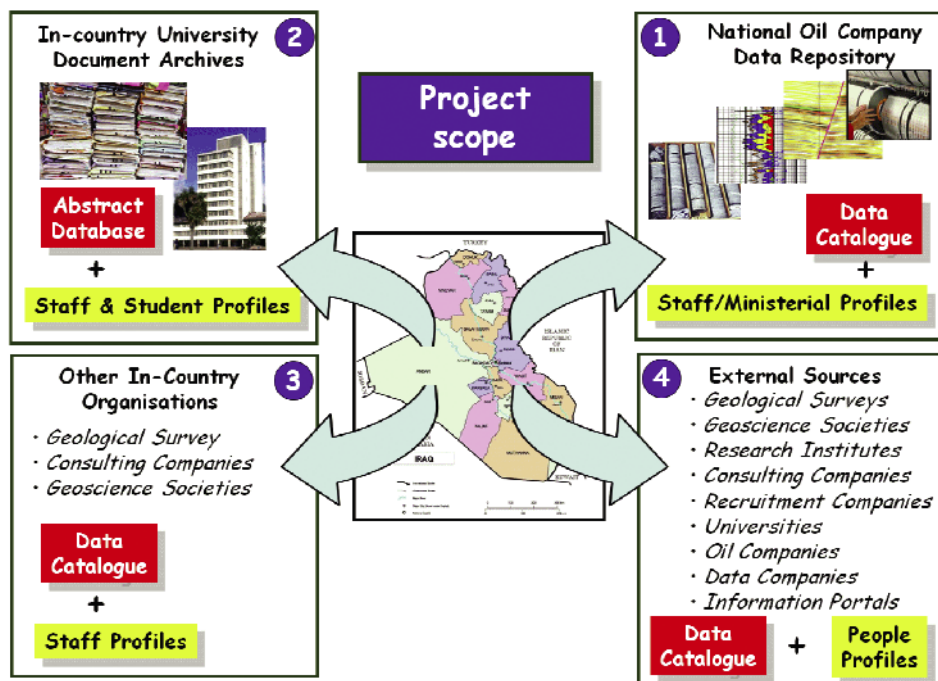 In-country University
Document Archives
2
Abstract
Database
+
Staff & Student Profiles
Project
scope
1
National Oil Company
Data Repository
Data
Catalogue
+
Staff/Ministerial Profiles
TURKEY
ISLAMIC
REPUBLIC
OF
IRAN
IRAQ
KUWAIT
Other In-Country
Organisations
3
· Geological Survey
· Consulting Companies
· Geoscience Societies
Data
Catalogue
+
Staff Profiles
4
External Sources
· Geological Surveys
· Geoscience Societies
· Research Institutes
· Consulting Companies
· Recruitment Companies
· Universities
· Oil Companies
· Data Companies
· Information Portals
Data
Catalogue
+
People
Profiles